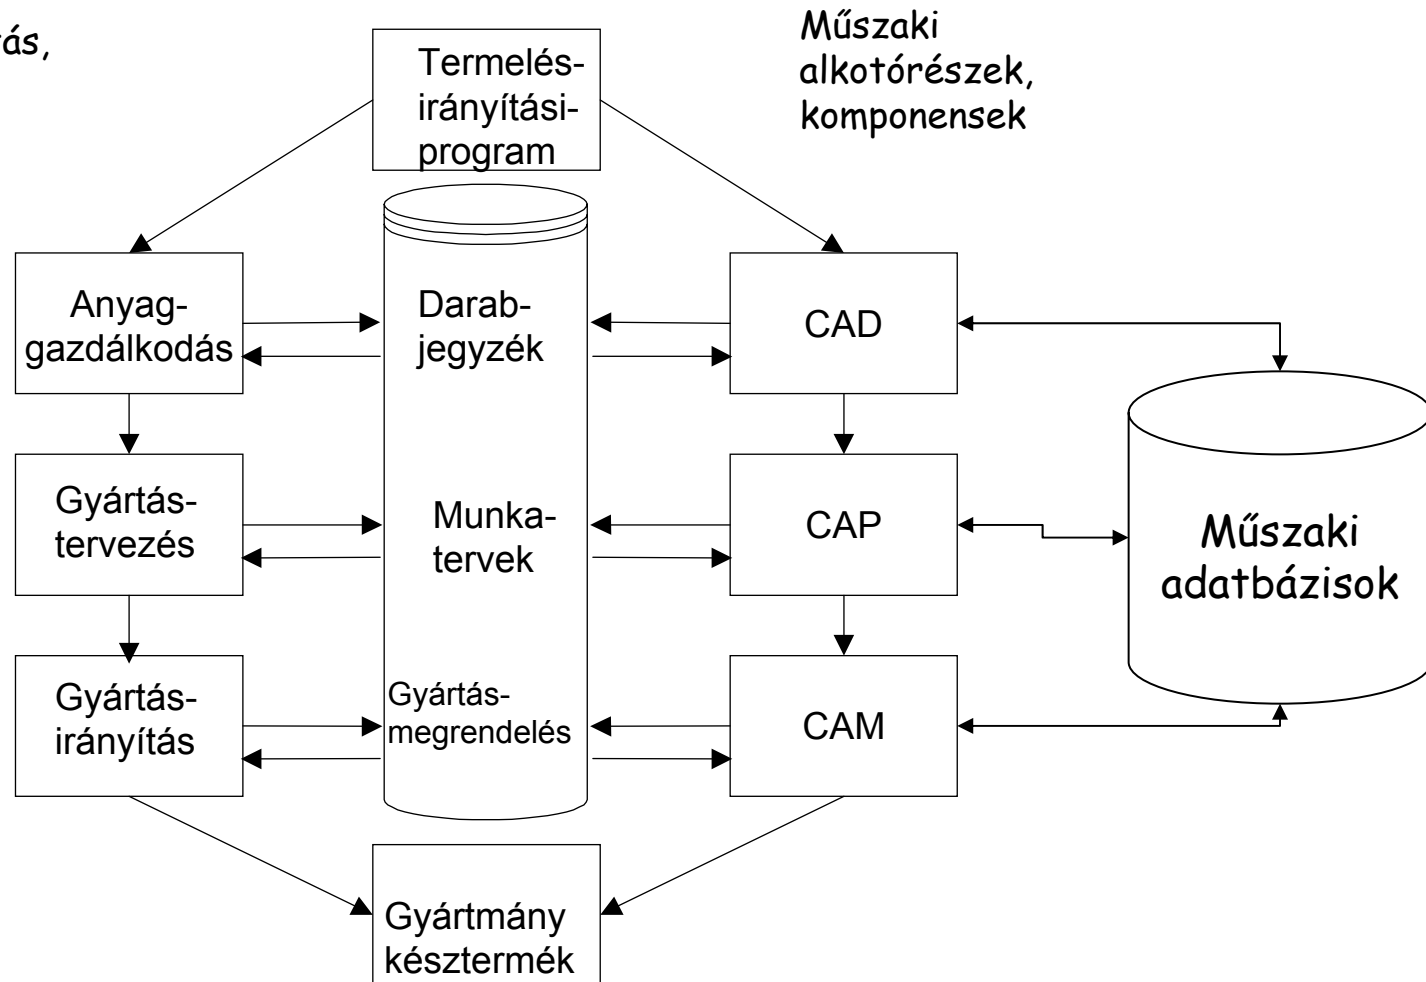 Termelés-
irányítási-
program
Műszaki
alkotórészek,
komponensek
Anyag-
gazdálkodás
Darab-
jegyzék
CAD
Gyártás-
tervezés
Munka-
tervek
CAP
Műszaki
adatbázisok
Gyártás-
irányítás
Gyártás-
megrendelés
CAM
Gyártmány
késztermék